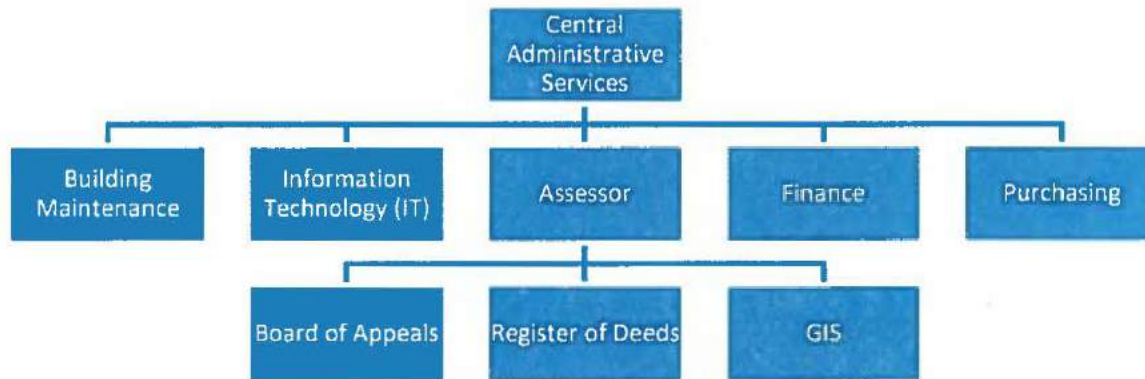 Central
Administrative
Services
Building
Maintenance
Information
Technology (IT)
Assessor
Finance
Purchasing
Board of Appeals
Register of Deeds
GIS